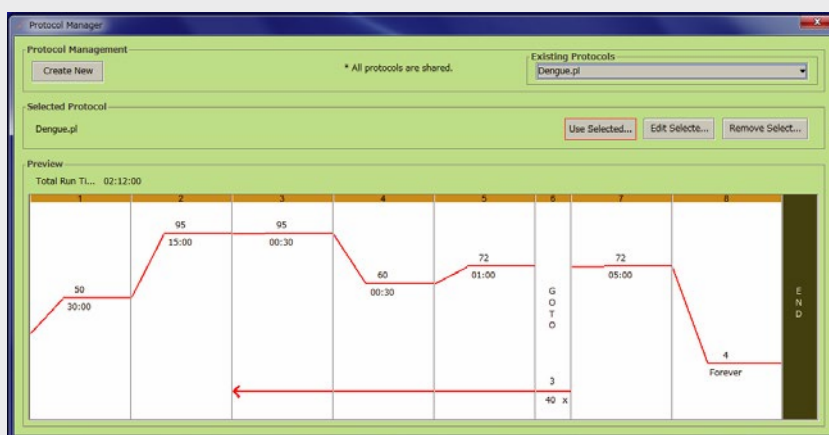 Protocol Manager
Protocol Management
Create New
* All protocols are shared.
Existing Protocols
Dengue.pl
Selected Protocol
Dengue.pl
Use Selected...
Edit Selecte...
Remove Select...
Preview
Total Run Ti... 02:12:00
1 2 3 4 5 6 7 8
50
30:00
95
15:00
95
00:30
60
00:30
72
01:00
GOTO
3
40 x
72
05:00
4
Forever
END